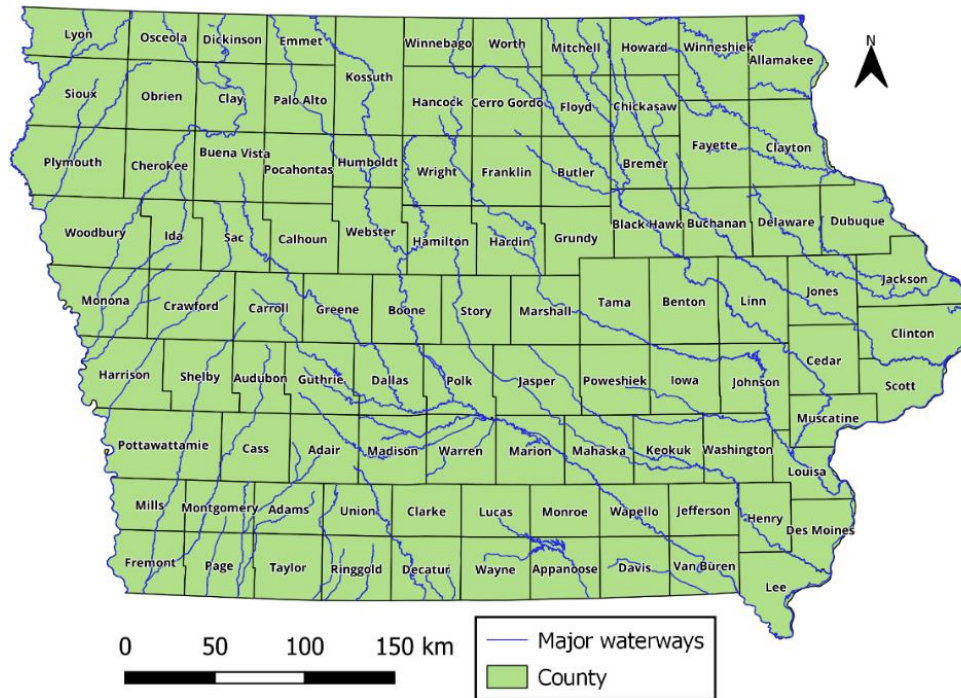 Lyon Osceola Dickinson Emmet Winnebago Worth Mitchell Howard Winneshiek N
Allamakee
Kossuth
Sioux Obrien Clay Palo Alto Hancock Cerro Gordo Floyd Chickasaw
Plymouth Cherokee Buena Vista Pocahontas Humboldt Wright Franklin Butler Bremer Fayette Clayton
Woodbury Ida Sac Calhoun Webster Hamilton Hardin Grundy Black Hawk Buchanan Delaware Dubuque
Monona Crawford Carroll Greene Boone Story Marshall Tama Benton Linn Jones Jackson
Clinton
Harrison Shelby Audubon Guthrie Dallas Polk Jasper Poweshiek Iowa Johnson Cedar Scott
Muscatine
Pottawattamie Cass Adair Madison Warren Marion Mahaska Keokuk Washington
Louisa
Mills Montgomery Adams Union Clarke Lucas Monroe Wapello Jefferson Henry Des Moines
Fremont Page Taylor Ringgold Decatur Wayne Appanoose Davis Van Buren Lee
0 50 100 150 km
Major waterways
County